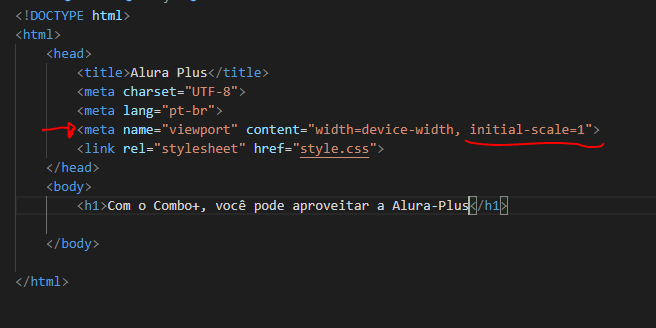 <!DOCTYPE html>
<html>
<head>
<title>Alura Plus</title>
<meta charset="UTF-8">
<meta lang="pt-br">
<meta name="viewport" content="width=device-width, initial-scale=1">
<link rel="stylesheet" href="style.css">
</head>
<body>
<h1>Com o Combo+, você pode aproveitar a Alura-Plus</h1>
</body>
</html>